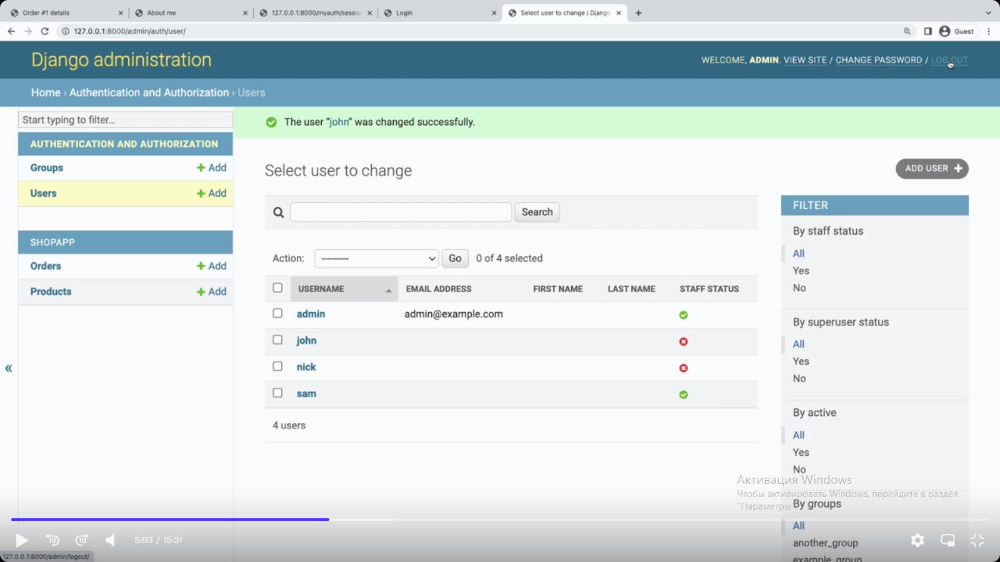 Order #1 details
About me
127.0.0.1:8000/myauth/session
Login
Select user to change | Django
127.0.0.1:8000/admin/auth/user/
Guest
Django administration
WELCOME, ADMIN. VIEW SITE / CHANGE PASSWORD / LOG OUT
Home › Authentication and Authorization › Users
Start typing to filter...
The user “john” was changed successfully.
AUTHENTICATION AND AUTHORIZATION
Groups + Add
Users + Add
SHOPAPP
Orders + Add
Products + Add
«
Select user to change
ADD USER +
Search
Action: --------- Go 0 of 4 selected
USERNAME EMAIL ADDRESS FIRST NAME LAST NAME STAFF STATUS
admin admin@example.com
john
nick
sam
4 users
FILTER
By staff status
All
Yes
No
By superuser status
All
Yes
No
By active
All
Yes
No
By groups
All
another_group
example_group
Активация Windows
Чтобы активировать Windows, перейдите в раздел
"Параметры".
10 10 5:03 / 15:31
127.0.0.1:8000/admin/logout/